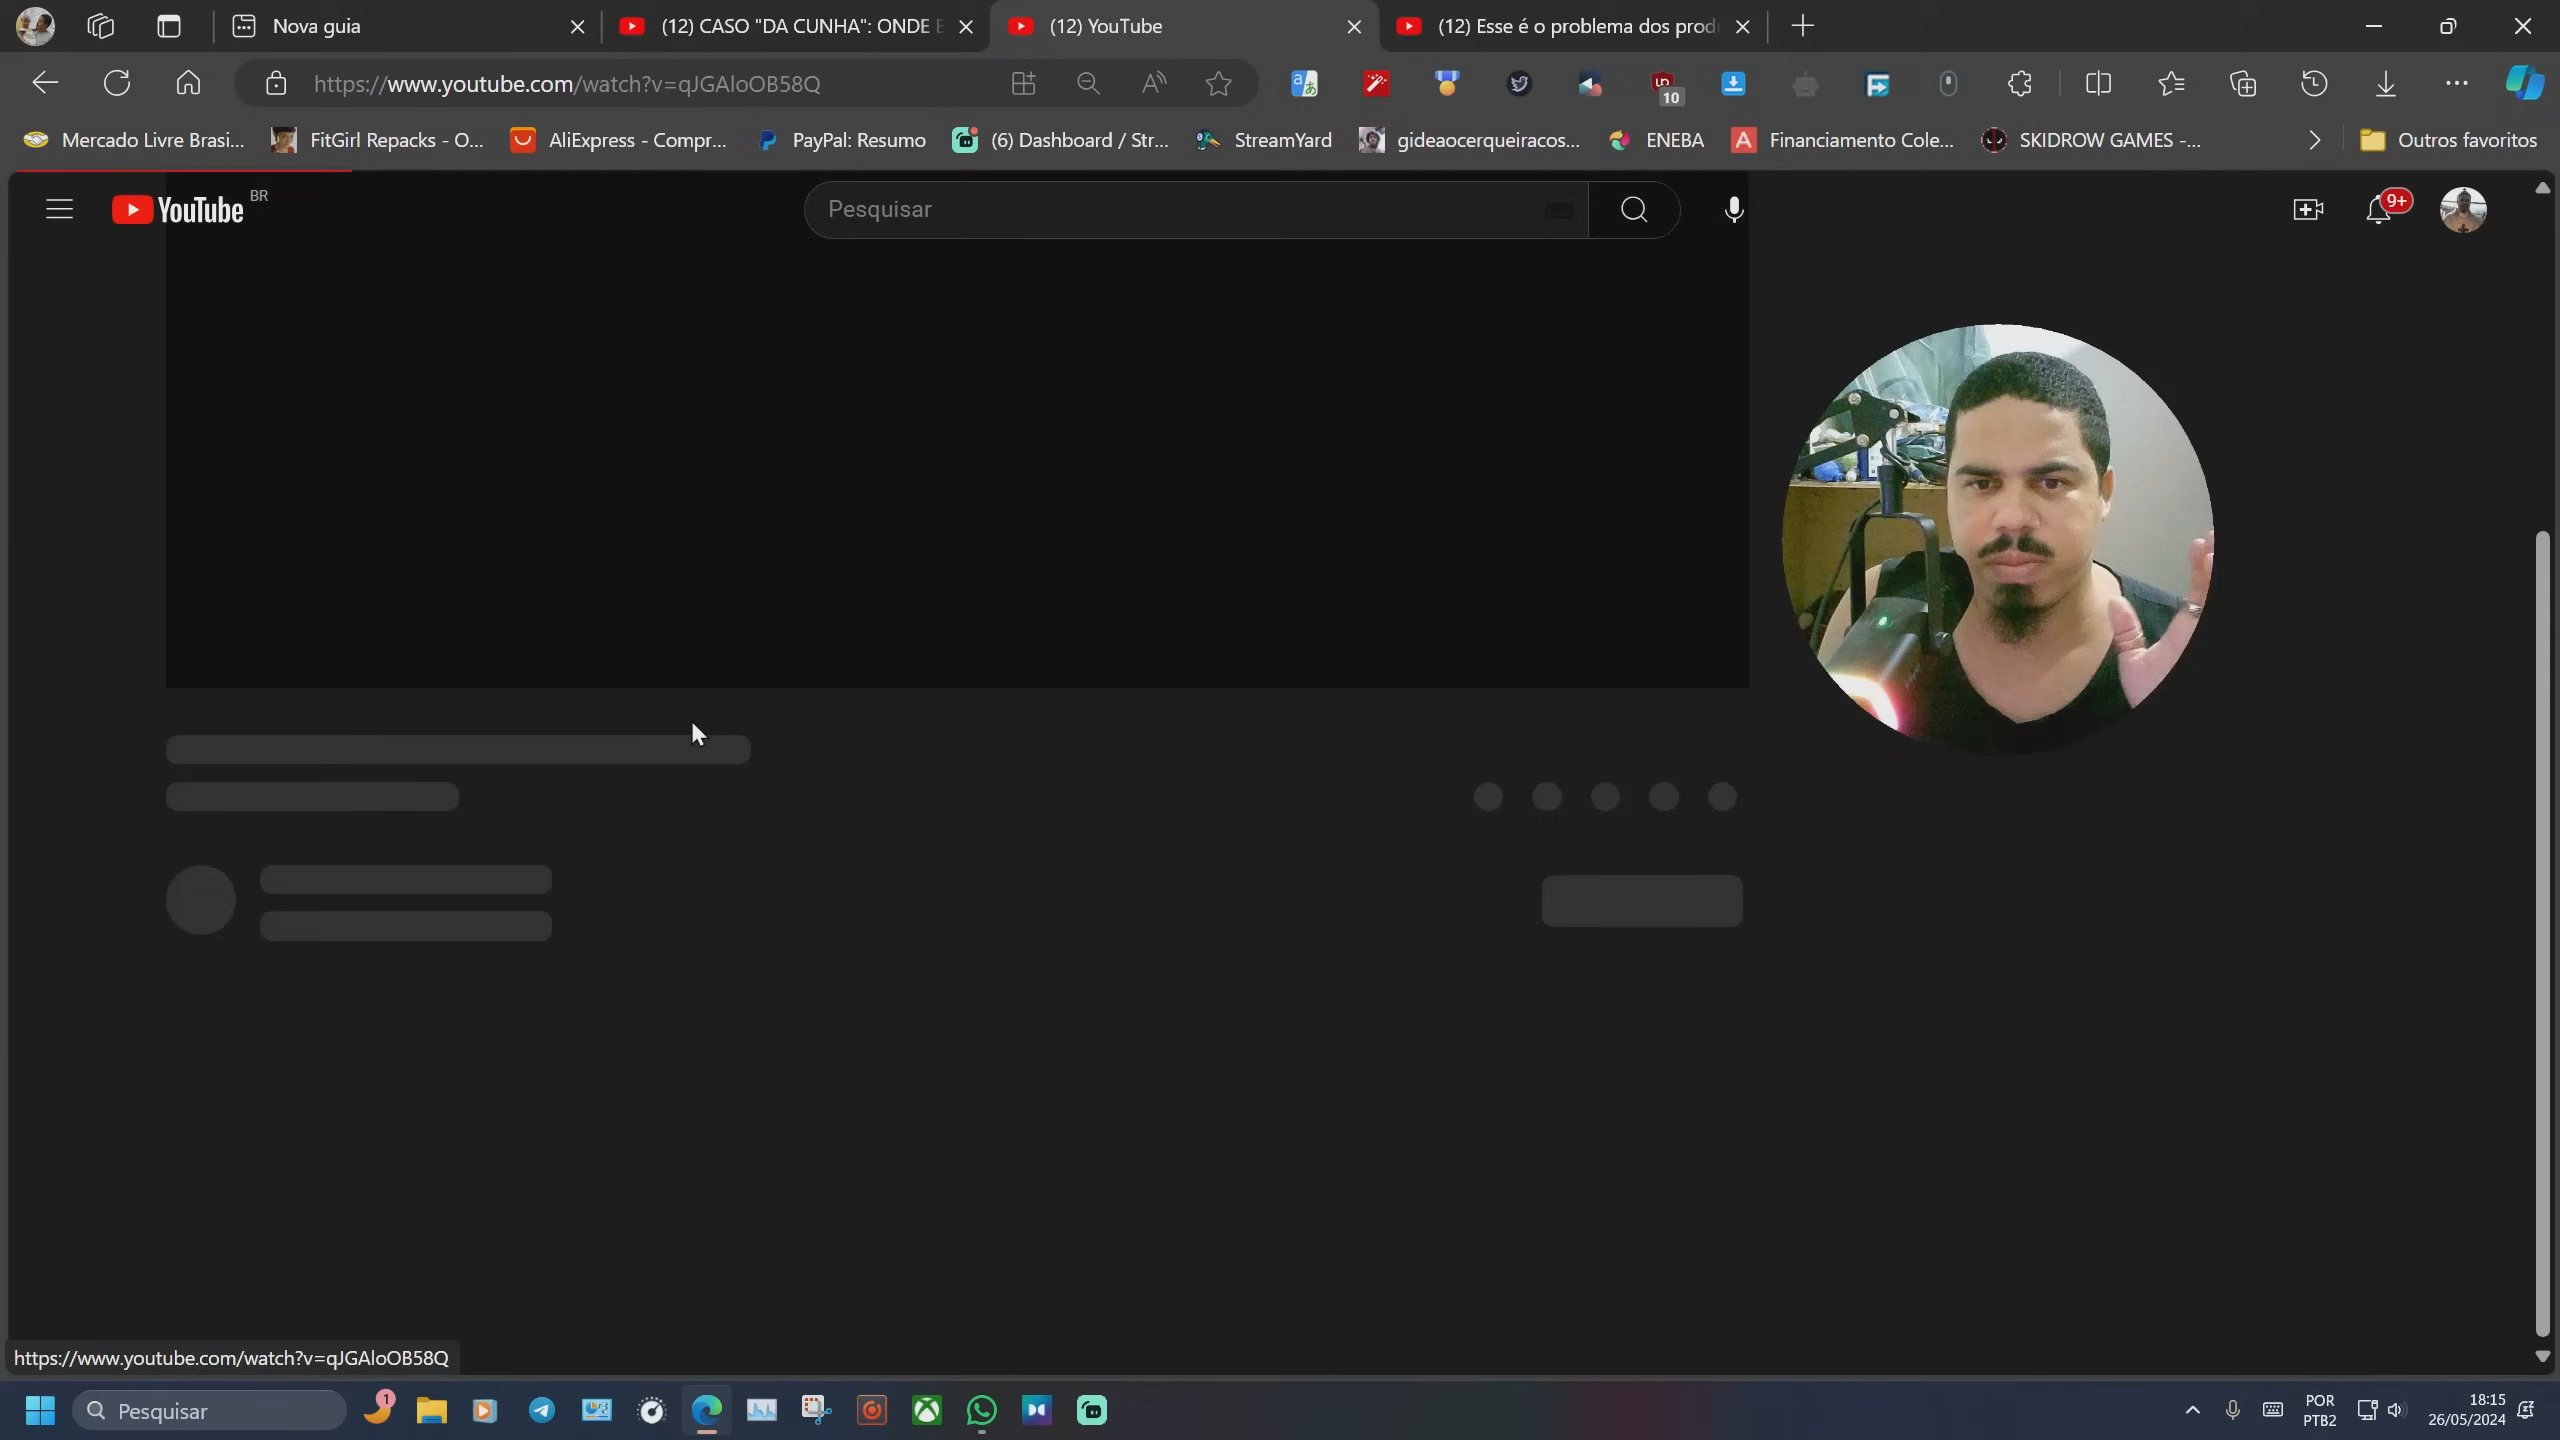 Nova guia
(12) CASO "DA CUNHA": ONDE E
(12) YouTube
(12) Esse é o problema dos prod
https://www.youtube.com/watch?v=qJGAloOB58Q
10
Mercado Livre Brasi...
FitGirl Repacks - O...
AliExpress - Compr...
PayPal: Resumo
(6) Dashboard / Str...
StreamYard
gideaocerqueiracos...
ENEBA
Financiamento Cole...
SKIDROW GAMES -...
Outros favoritos
YouTube BR
Pesquisar
9+
https://www.youtube.com/watch?v=qJGAloOB58Q
Pesquisar
1
POR
PTB2
18:15
26/05/2024